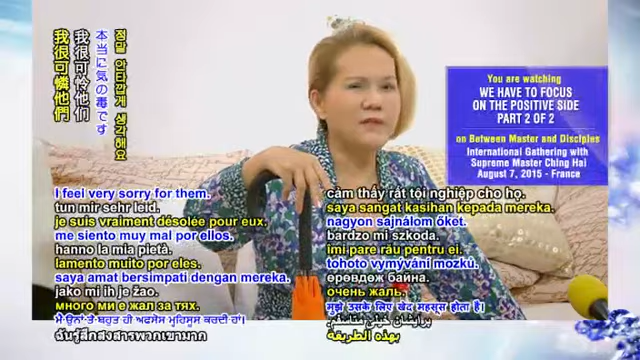 我很可憐他們
我很可怜他们
本当に気の毒です
정말 안타깝게 생각해요
You are watching
WE HAVE TO FOCUS
ON THE POSITIVE SIDE
PART 2 OF 2
on Between Master and Disciples
International Gathering with
Supreme Master Ching Hai
August 7, 2015 - France
I feel very sorry for them.
tun mir sehr leid.
je suis vraiment désolée pour eux.
me siento muy mal por ellos.
hanno la mia pietà.
lamento muito por eles.
saya amat bersimpati dengan mereka.
jako mi ih je žao.
много ми е жал за тях.
ਮੈਂ ਉਨਾਂ ਤੇ ਬਹੁਤ ਹੀ ਅਫਸੋਸ ਮੁਹਿਸੂਸ ਕਰਦੀ ਹਾਂ।
ฉันรู้สึกสงสารพวกเขามาก
cảm thấy rất tội nghiệp cho họ.
saya sangat kasihan kepada mereka.
nagyon sajnálom őket.
bardzo mi szkoda.
îmi pare rău pentru ei.
tohoto vymývání mozků.
өрөвдөж байна.
очень жаль.
मुझे उसके लिए खेद महसूस होता है।
برایشان خیلی متاسفم.
بهذه الطريقة